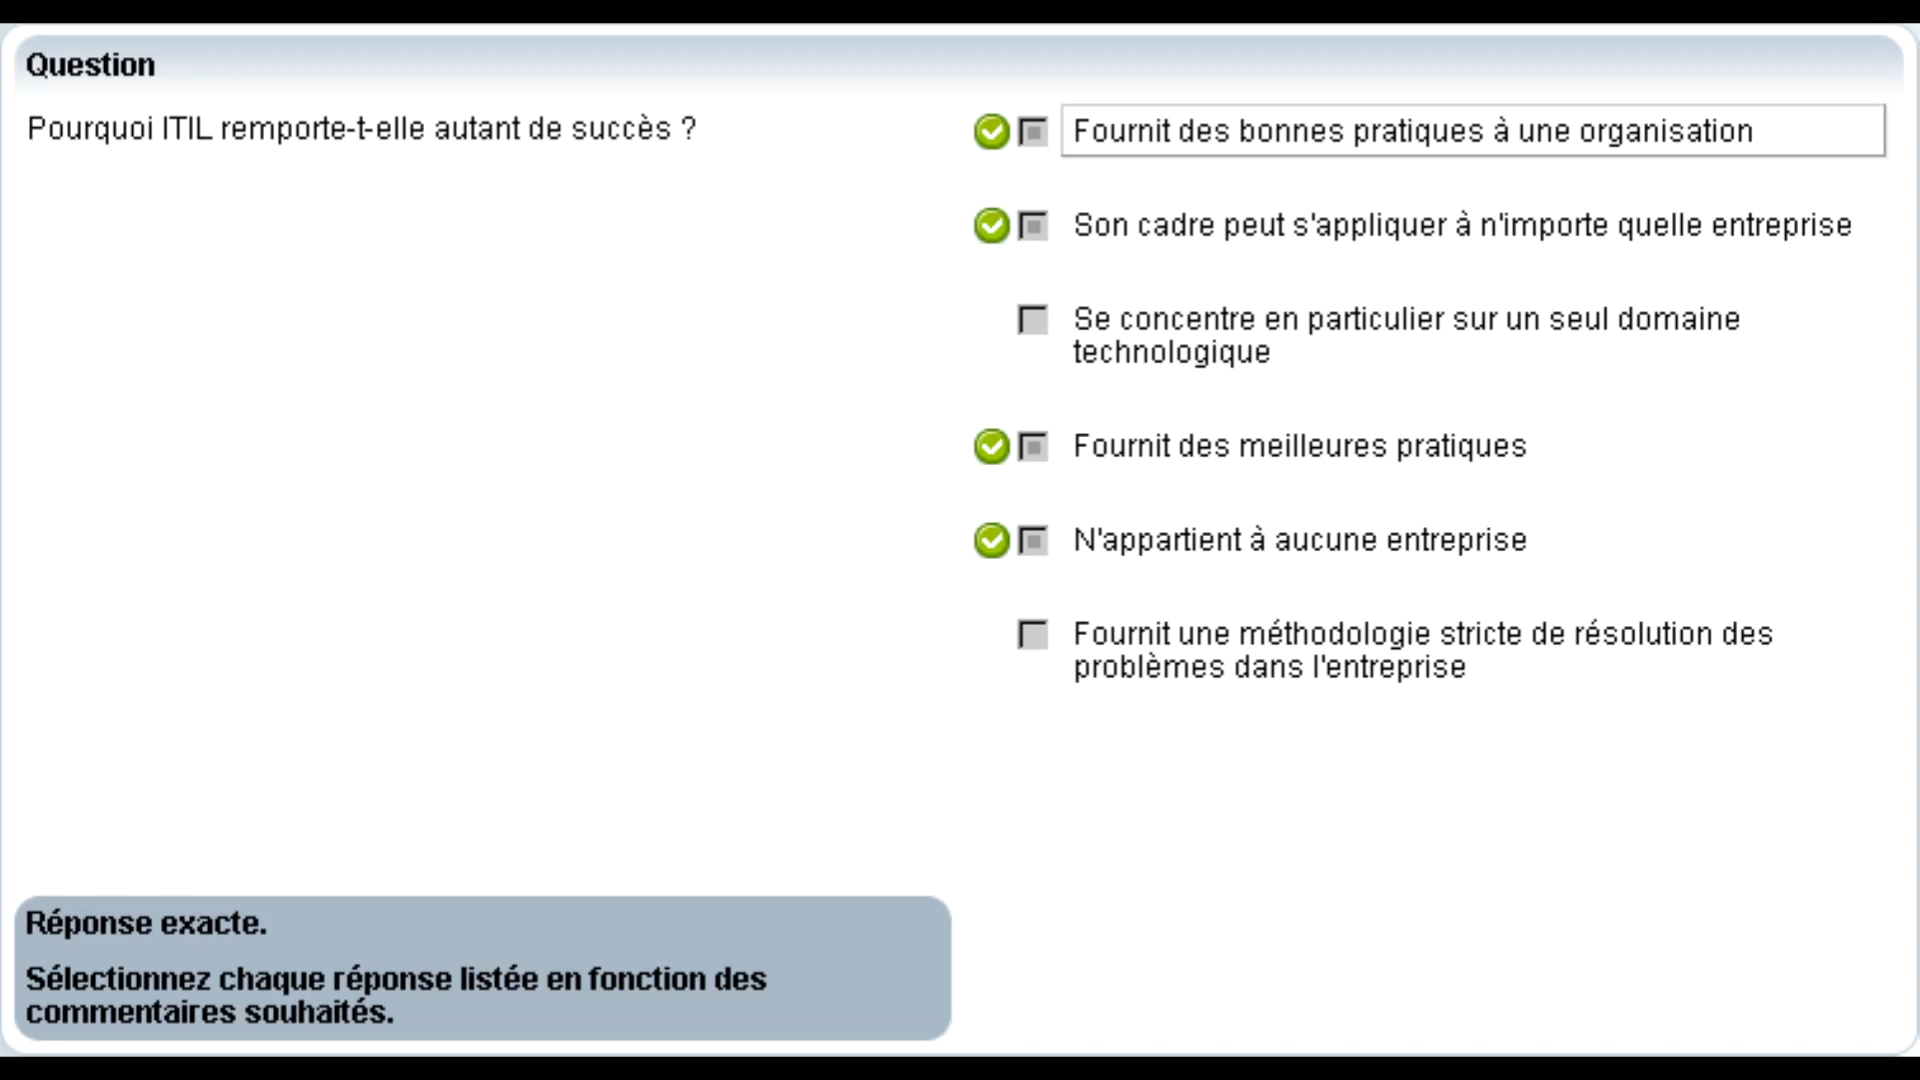 Question
Pourquoi ITIL remporte-t-elle autant de succès ?
Fournit des bonnes pratiques à une organisation
Son cadre peut s'appliquer à n'importe quelle entreprise
Se concentre en particulier sur un seul domaine
technologique
Fournit des meilleures pratiques
N'appartient à aucune entreprise
Fournit une méthodologie stricte de résolution des
problèmes dans l'entreprise
Réponse exacte.
Sélectionnez chaque réponse listée en fonction des
commentaires souhaités.